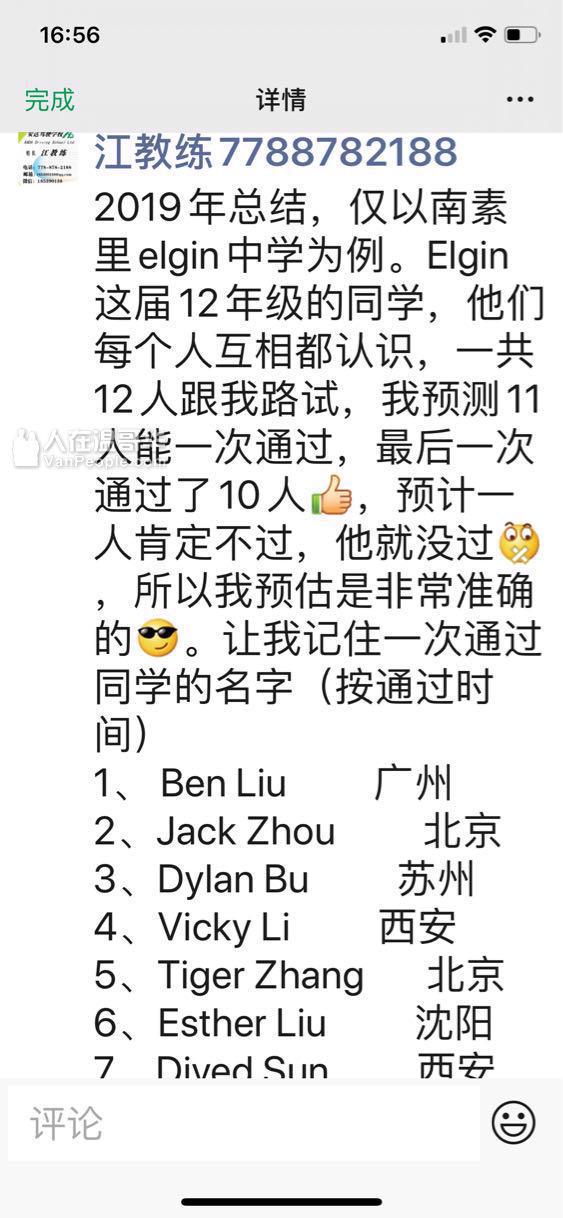 16:56
完成
详情
江教练7788782188
2019年总结，仅以南素
里elgin中学为例。Elgin
这届12年级的同学，他们
每个人互相都认识，一共
12人跟我路试，我预测11
人能一次通过，最后一次
通过了10人👍，预计一
人肯定不过，他就没过🤫
，所以我预估是非常准确
的😎。让我记住一次通过
同学的名字（按通过时
间）
1、Ben Liu 广州
2、Jack Zhou 北京
3、Dylan Bu 苏州
4、Vicky Li 西安
5、Tiger Zhang 北京
6、Esther Liu 沈阳
7、Dived Sun 西安
人在温哥华
VanPeople.com
评论